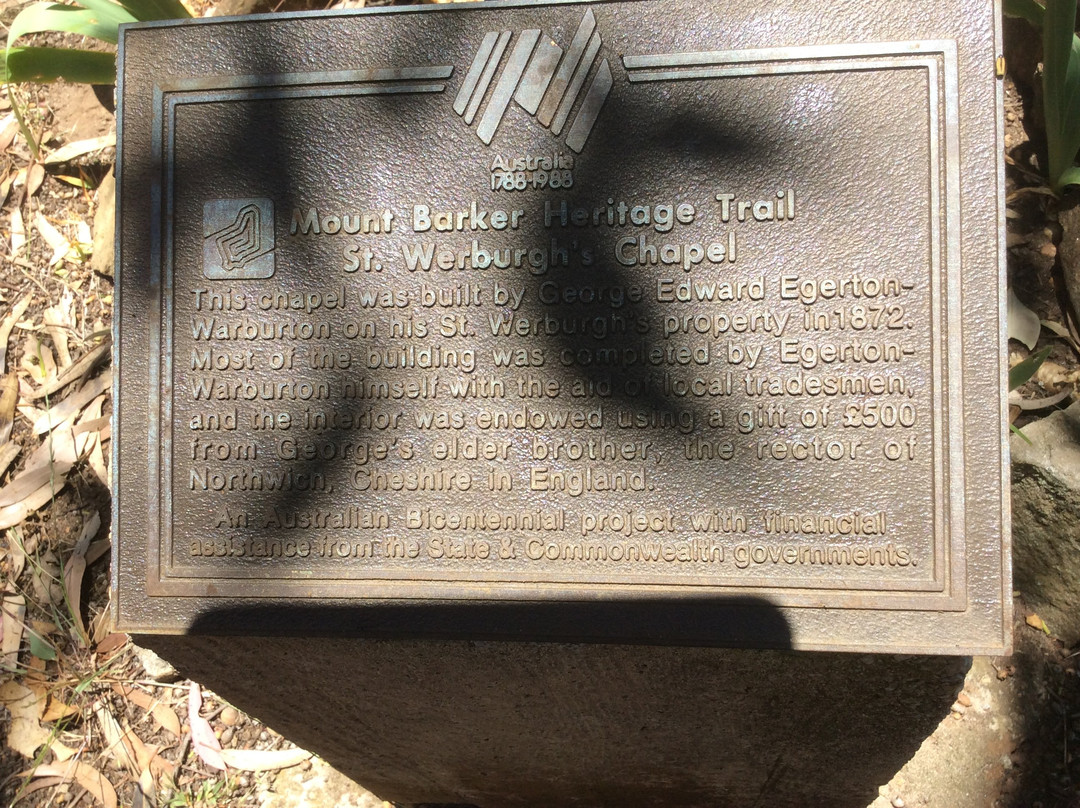 Australia
1788-1988
Mount Barker Heritage Trail
St. Werburgh's Chapel
This chapel was built by George Edward Egerton-
Warburton on his St. Werburgh's property in 1872.
Most of the building was completed by Egerton-
Warburton himself with the aid of local tradesmen,
and the interior was endowed using a gift of £500
from George's elder brother, the rector of
Northwich, Cheshire in England.
An Australian Bicentennial project with financial
assistance from the State & Commonwealth governments.